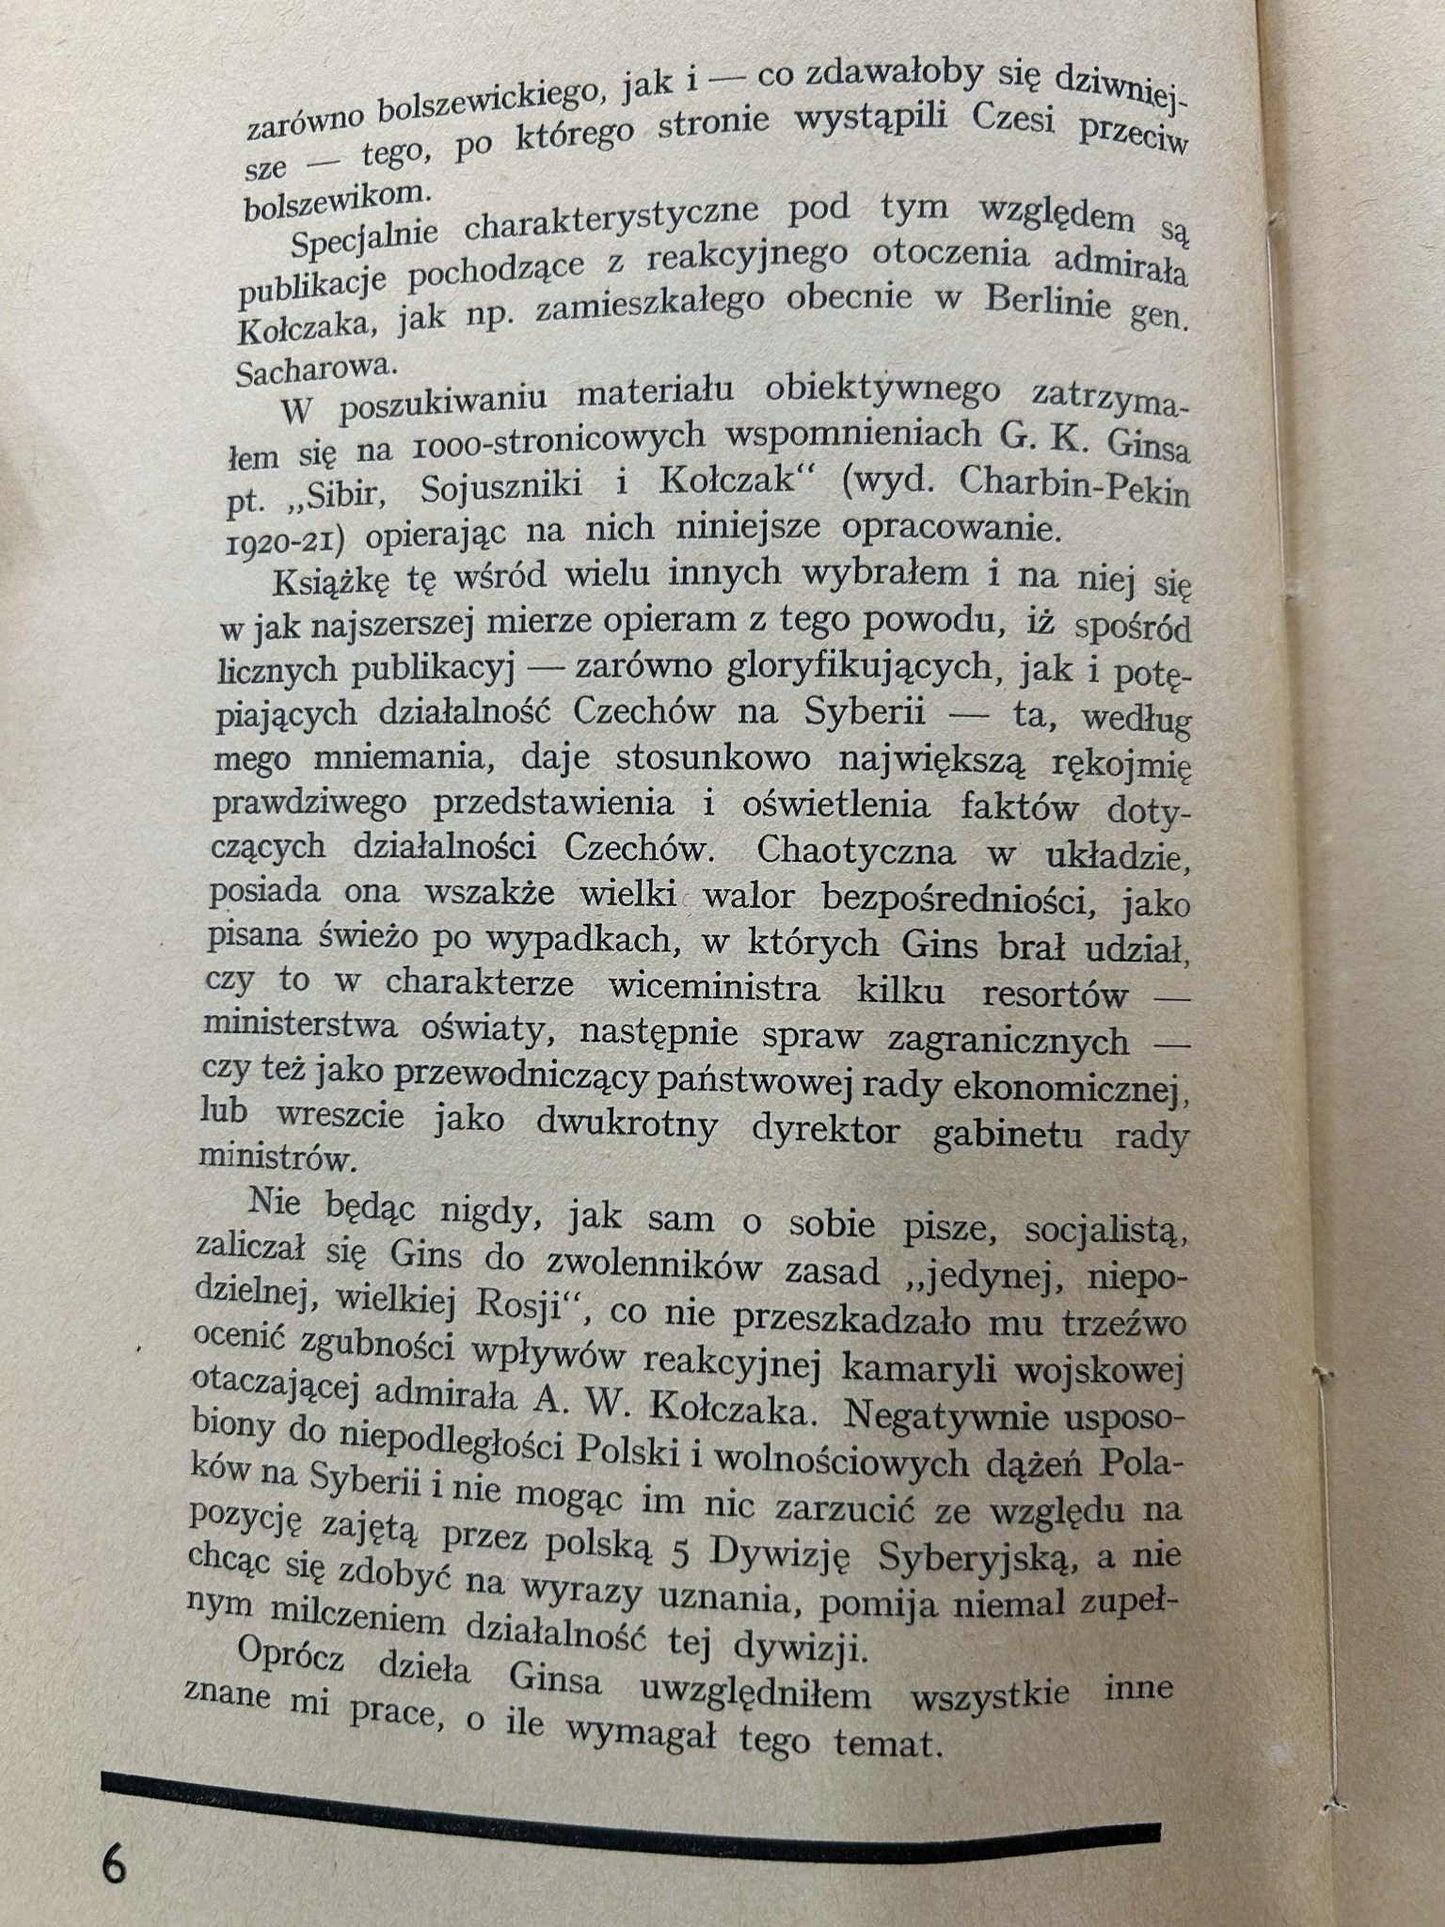 zarówno bolszewickiego, jak i — co zdawałoby się dziwniej-
sze — tego, po którego stronie wystąpili Czesi przeciw
bolszewikom.
Specjalnie charakterystyczne pod tym względem są
publikacje pochodzące z reakcyjnego otoczenia admirała
Kołczaka, jak np. zamieszkałego obecnie w Berlinie gen.
Sacharowa.
W poszukiwaniu materiału obiektywnego zatrzyma-
łem się na 1000-stronicowych wspomnieniach G. K. Ginsa
pt. „Sibir, Sojuszniki i Kołczak“ (wyd. Charbin-Pekin
1920-21) opierając na nich niniejsze opracowanie.
Książkę tę wśród wielu innych wybrałem i na niej się
w jak najszerszej mierze opieram z tego powodu, iż spośród
licznych publikacyj — zarówno gloryfikujących, jak i potę-
piających działalność Czechów na Syberii — ta, według
mego mniemania, daje stosunkowo największą rękojmię
prawdziwego przedstawienia i oświetlenia faktów doty-
czących działalności Czechów. Chaotyczna w układzie,
posiada ona wszakże wielki walor bezpośredniości, jako
pisana świeżo po wypadkach, w których Gins brał udział,
czy to w charakterze wiceministra kilku resortów —
ministerstwa oświaty, następnie spraw zagranicznych —
czy też jako przewodniczący państwowej rady ekonomicznej,
lub wreszcie jako dwukrotny dyrektor gabinetu rady
ministrów.
Nie będąc nigdy, jak sam o sobie pisze, socjalistą,
zaliczał się Gins do zwolenników zasad „jedynej, niepo-
dzielnej, wielkiej Rosji“, co nie przeszkadzało mu trzeźwo
ocenić zgubności wpływów reakcyjnej kamaryli wojskowej
otaczającej admirała A. W. Kołczaka. Negatywnie usposo-
biony do niepodległości Polski i wolnościowych dążeń Pola-
ków na Syberii i nie mogąc im nic zarzucić ze względu na
pozycję zajętą przez polską 5 Dywizję Syberyjską, a nie
chcąc się zdobyć na wyrazy uznania, pomija niemal zupeł-
nym milczeniem działalność tej dywizji.
Oprócz dzieła Ginsa uwzględniłem wszystkie inne
znane mi prace, o ile wymagał tego temat.
6